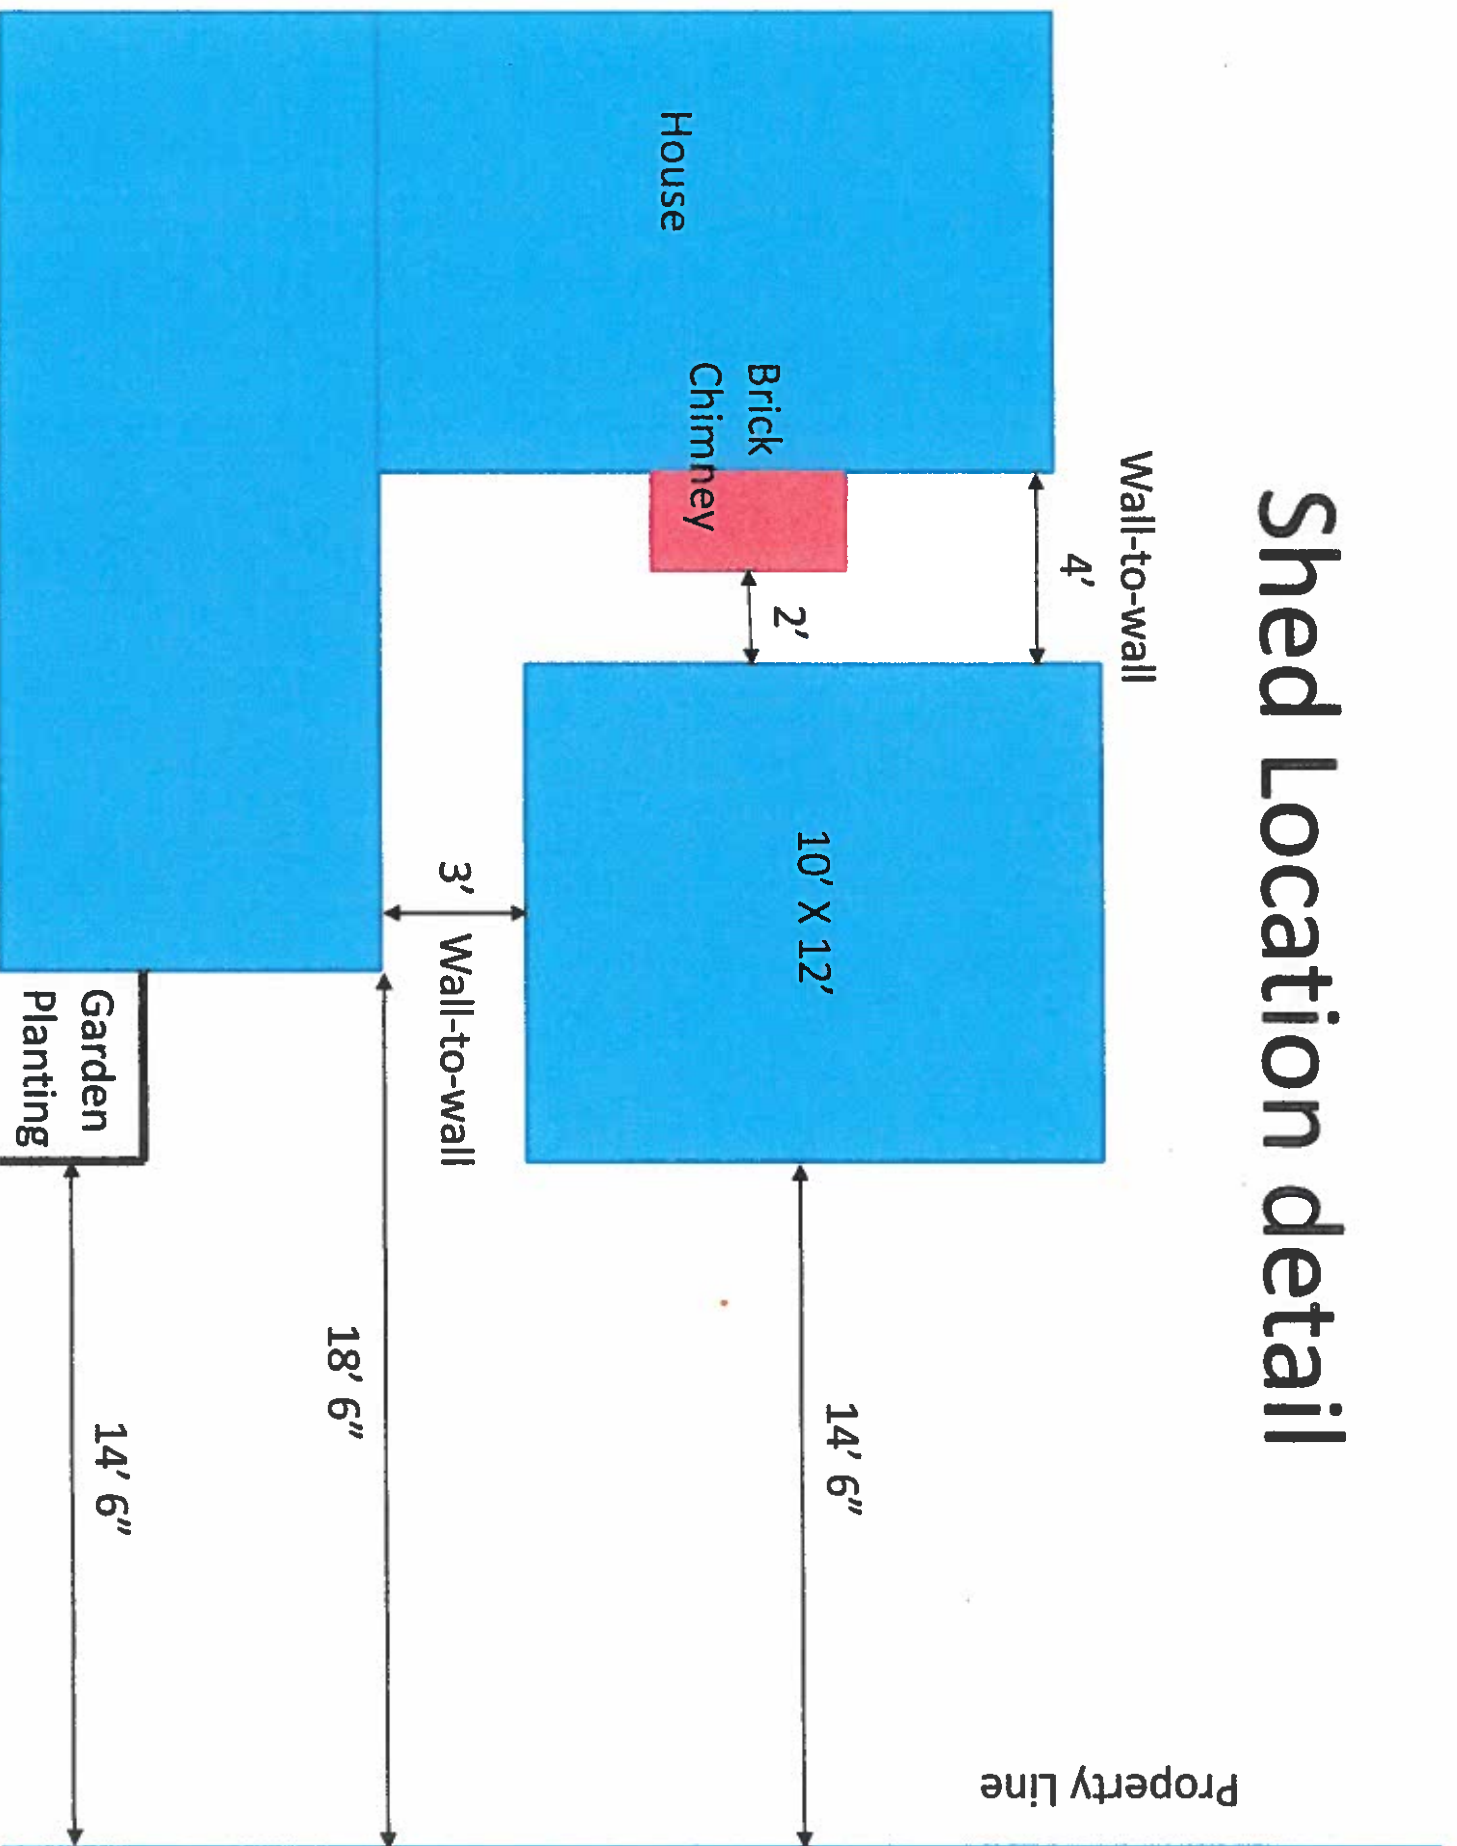 Shed Location detail
Wall-to-wall
4’
2’
Brick
Chimney
House
10’ X 12’
3’ Wall-to-wall
14’ 6”
18’ 6”
14’ 6”
Garden
Planting
Property Line